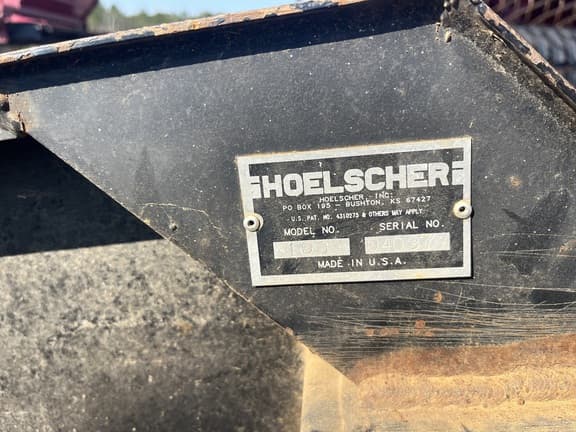 HOELSCHER
HOELSCHER, INC.
PO BOX 195 - BUSHTON, KS 67427
U.S. PAT. NO. 4310275 & OTHERS MAY APPLY
MODEL NO. SERIAL NO.
MADE IN U.S.A.